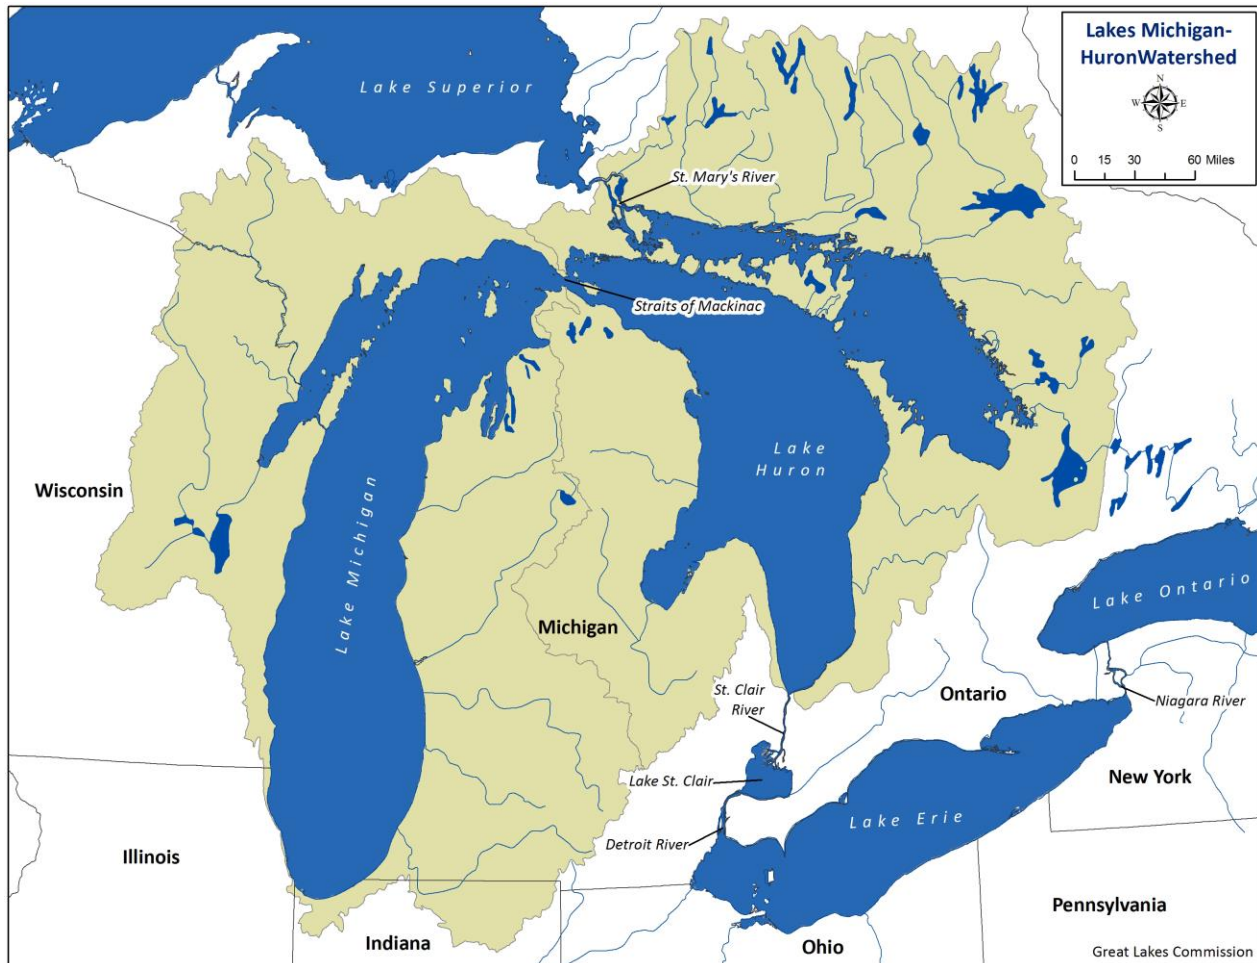 Lakes Michigan-
HuronWatershed
N
W E
S
0 15 30 60 Miles
Lake Superior
St. Mary's River
Straits of Mackinac
Lake
Huron
Wisconsin
Lake Michigan
Michigan
Lake Ontario
St. Clair
River
Ontario
Niagara River
Lake St. Clair
New York
Lake Erie
Detroit River
Illinois
Pennsylvania
Indiana
Ohio
Great Lakes Commission